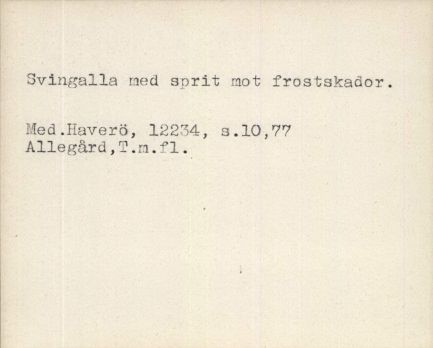 Svingalla med sprit mot frostskador.
Med.Haverö, 12234, s.10,77
Allegård,T.m.fl.